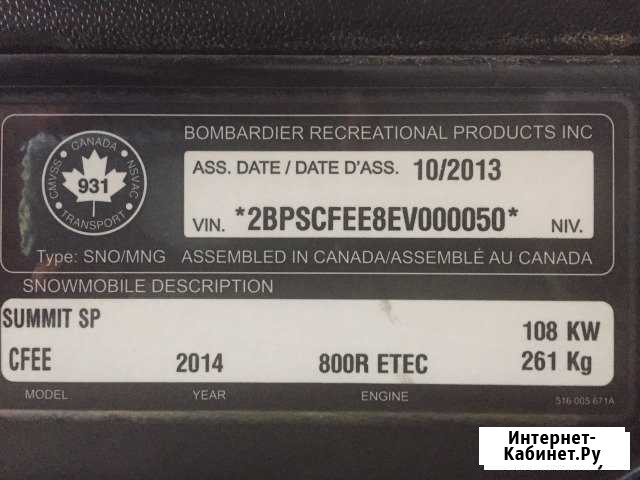 BOMBARDIER RECREATIONAL PRODUCTS INC
CANADA
CMVSS
NSVAC
931
TRANSPORT
ASS. DATE / DATE D'ASS. 10/2013
VIN. *2BPSCFEE8EV000050* NIV.
Type: SNO/MNG ASSEMBLED IN CANADA/ASSEMBLÉ AU CANADA
SNOWMOBILE DESCRIPTION
SUMMIT SP 108 KW
CFEE 2014 800R ETEC 261 Kg
MODEL YEAR ENGINE 516 005 671A
Интернет-
Кабинет.Ру